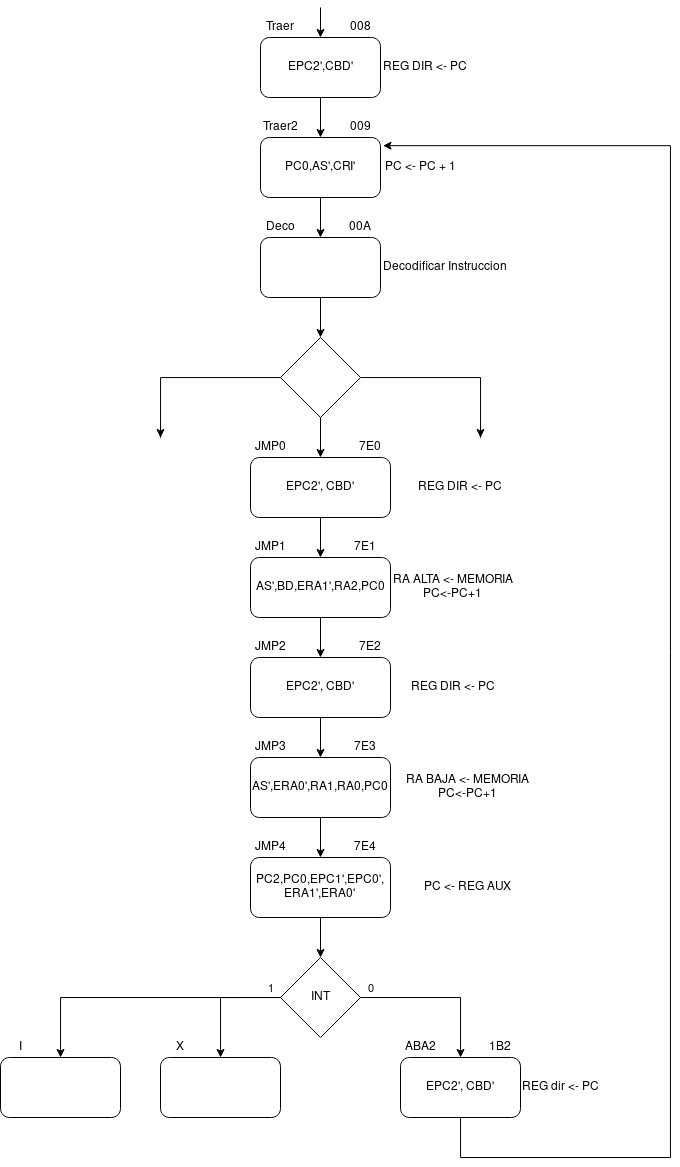 Traer 008
EPC2',CBD' REG DIR <- PC
Traer2 009
PC0,AS',CRI' PC <- PC + 1
Deco 00A
Decodificar Instruccion
JMP0 7E0
EPC2', CBD' REG DIR <- PC
JMP1 7E1
AS',BD,ERA1',RA2,PC0
RA ALTA <- MEMORIA
PC<-PC+1
JMP2 7E2
EPC2', CBD' REG DIR <- PC
JMP3 7E3
AS',ERA0',RA1,RA0,PC0
RA BAJA <- MEMORIA
PC<-PC+1
JMP4 7E4
PC2,PC0,EPC1',EPC0',
ERA1',ERA0'
PC <- REG AUX
1 INT 0
I X ABA2 1B2
EPC2', CBD' REG dir <- PC